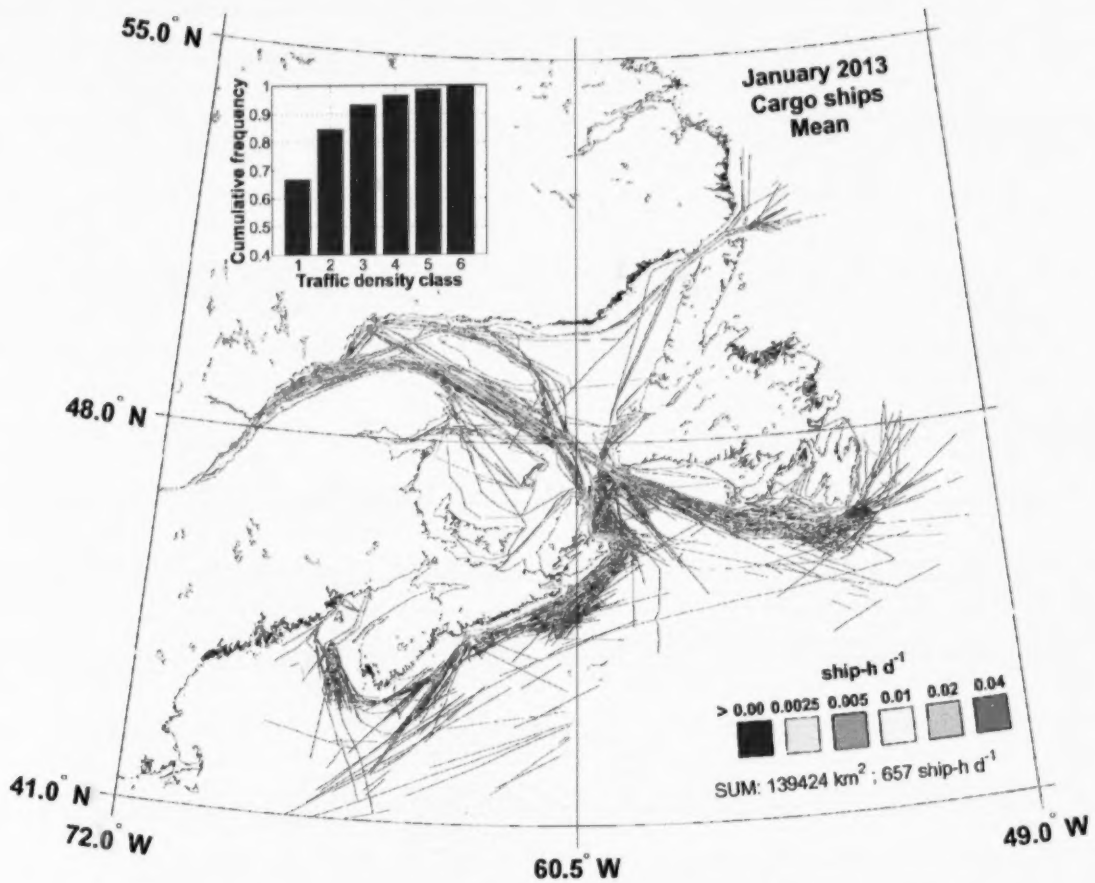 55.0° N
January 2013
Cargo ships
Mean
Cumulative frequency
1
0.9
0.8
0.7
0.6
0.5
0.4
1 2 3 4 5 6
Traffic density class
48.0° N
ship-h d⁻¹
> 0.00 0.0025 0.005 0.01 0.02 0.04
SUM: 139424 km² ; 657 ship-h d⁻¹
41.0° N
72.0° W
60.5° W
49.0° W